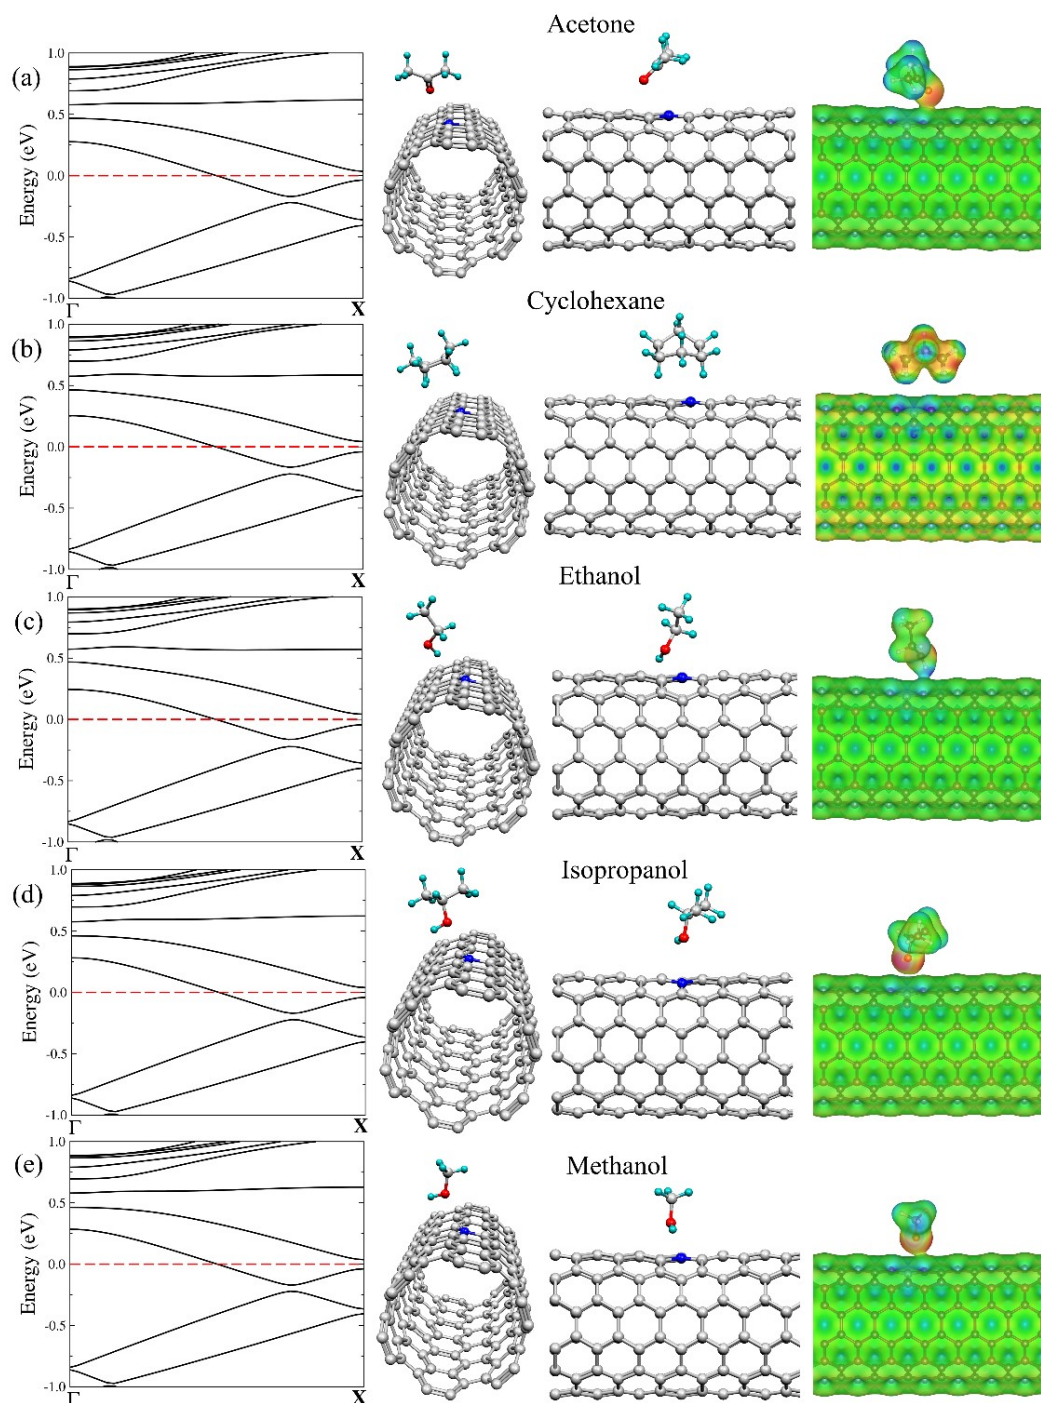 Acetone
(a)
Energy (eV)
1.0
0.5
0.0
-0.5
-1.0
Γ
X
Cyclohexane
(b)
Energy (eV)
1.0
0.5
0.0
-0.5
-1.0
Γ
X
Ethanol
(c)
Energy (eV)
1.0
0.5
0.0
-0.5
-1.0
Γ
X
Isopropanol
(d)
Energy (eV)
1.0
0.5
0.0
-0.5
-1.0
Γ
X
Methanol
(e)
Energy (eV)
1.0
0.5
0.0
-0.5
-1.0
Γ
X